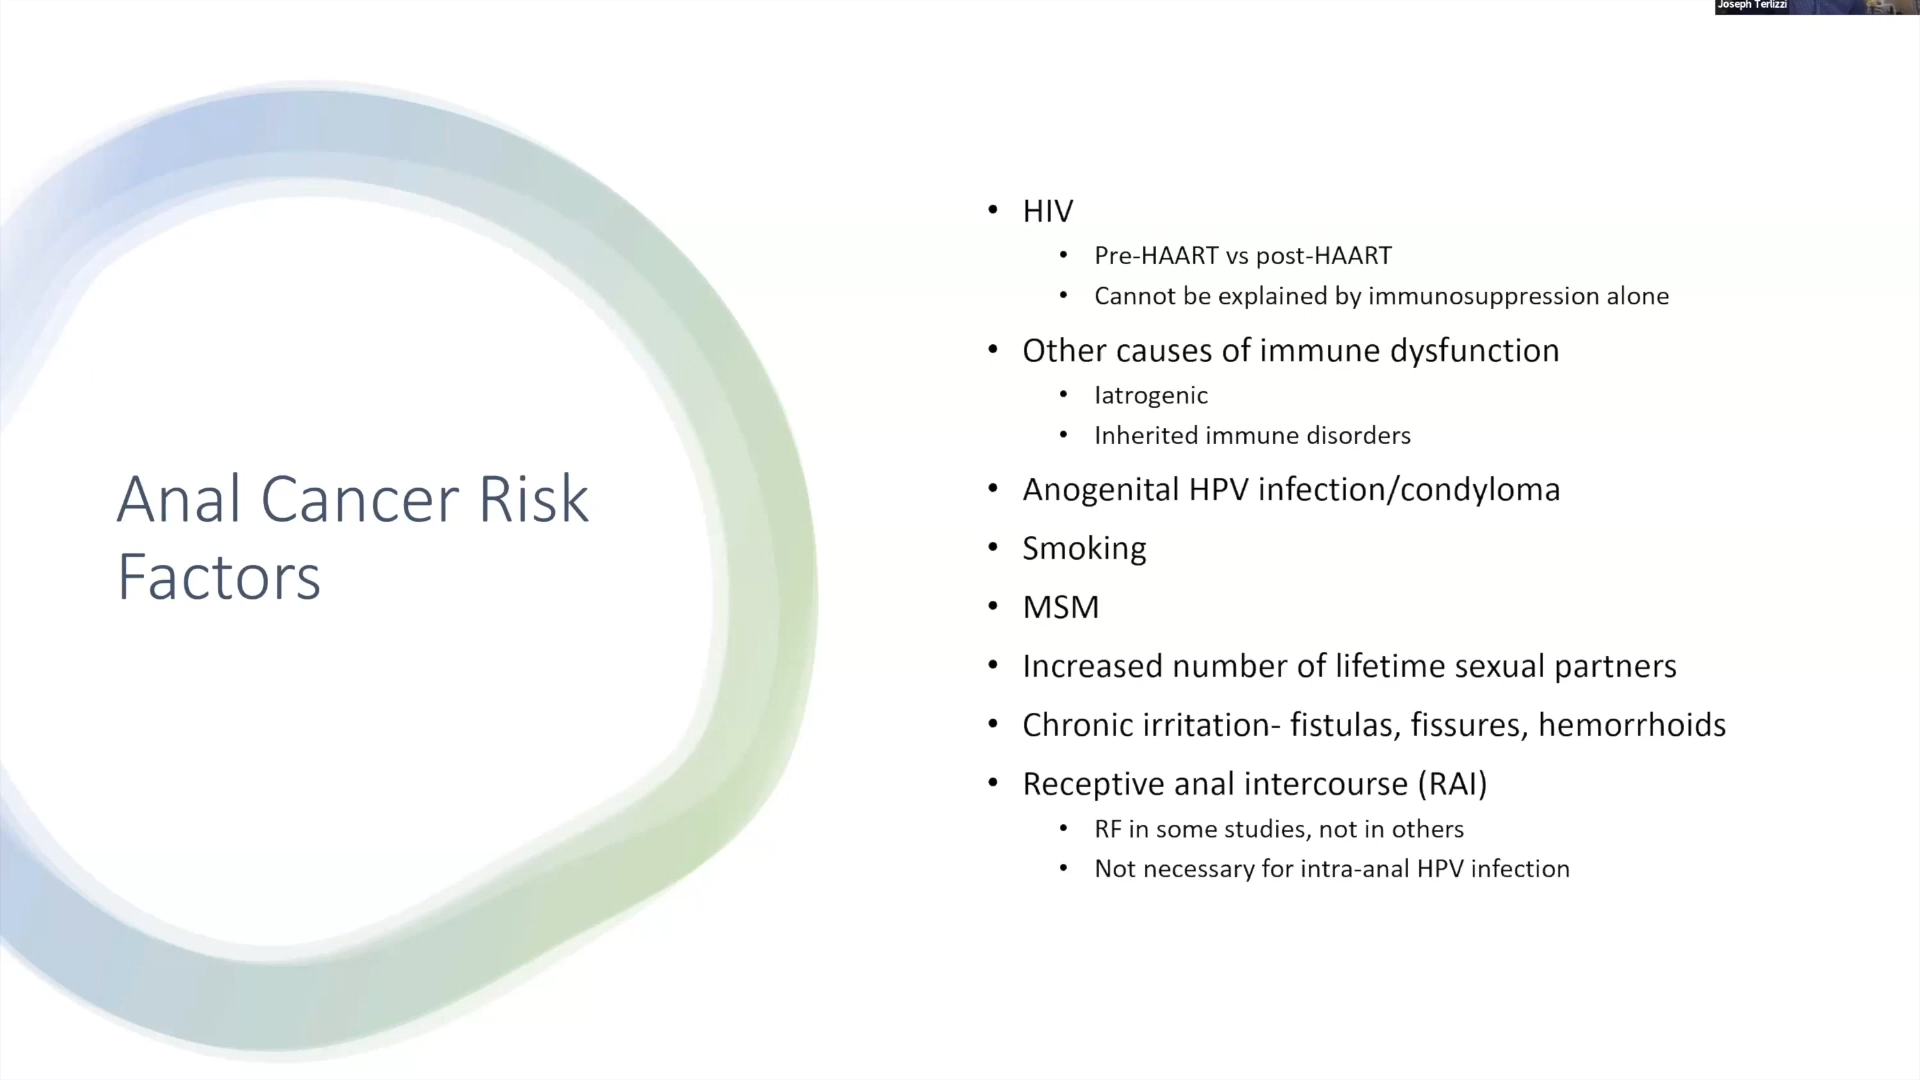 Joseph Terlizzi
Anal Cancer Risk
Factors
• HIV
• Pre-HAART vs post-HAART
• Cannot be explained by immunosuppression alone
• Other causes of immune dysfunction
• Iatrogenic
• Inherited immune disorders
• Anogenital HPV infection/condyloma
• Smoking
• MSM
• Increased number of lifetime sexual partners
• Chronic irritation- fistulas, fissures, hemorrhoids
• Receptive anal intercourse (RAI)
• RF in some studies, not in others
• Not necessary for intra-anal HPV infection